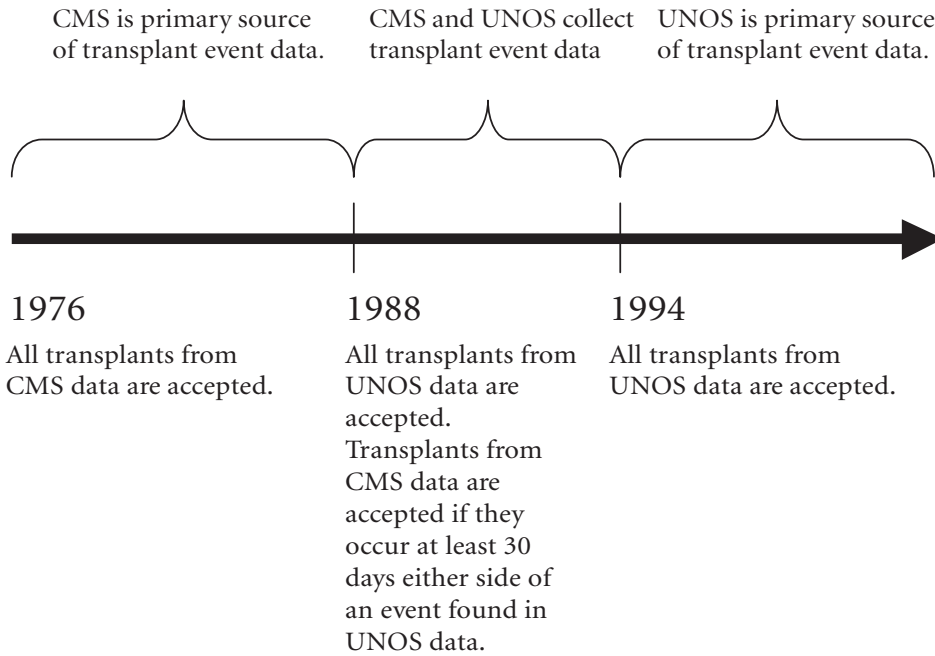 CMS is primary source
of transplant event data.
CMS and UNOS collect
transplant event data
UNOS is primary source
of transplant event data.
1976
All transplants from
CMS data are accepted.
1988
All transplants from
UNOS data are
accepted.
Transplants from
CMS data are
accepted if they
occur at least 30
days either side of
an event found in
UNOS data.
1994
All transplants from
UNOS data are accepted.